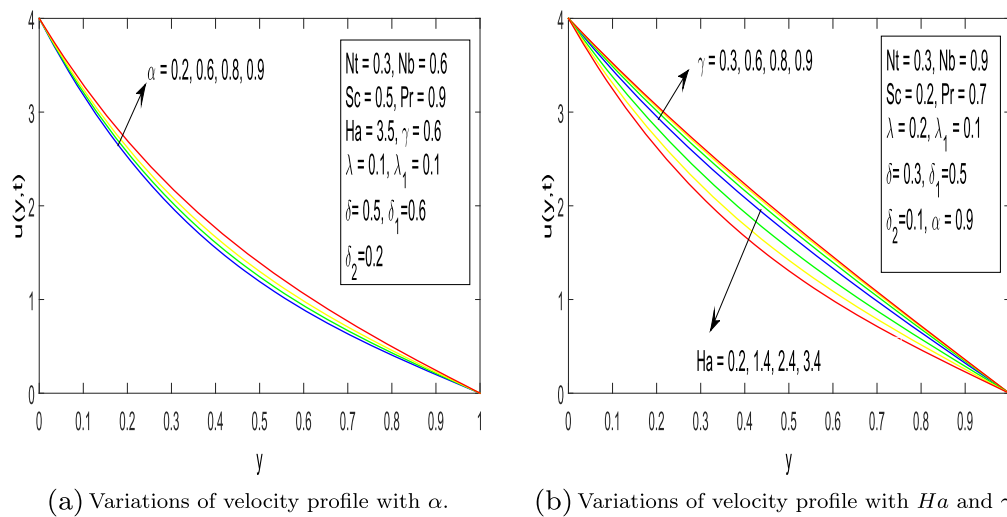 4
3
2
1
0
0 0.1 0.2 0.3 0.4 0.5 0.6 0.7 0.8 0.9 1
u(y,t)
y
α = 0.2, 0.6, 0.8, 0.9
Nt = 0.3, Nb = 0.6
Sc = 0.5, Pr = 0.9
Ha = 3.5, γ = 0.6
λ = 0.1, λ₁ = 0.1
δ= 0.5, δ₁=0.6
δ₂=0.2
(a) Variations of velocity profile with α.
4
3
2
1
0
0 0.1 0.2 0.3 0.4 0.5 0.6 0.7 0.8 0.9
u(y,t)
y
γ = 0.3, 0.6, 0.8, 0.9
Nt = 0.3, Nb = 0.9
Sc = 0.2, Pr = 0.7
λ = 0.2, λ₁ = 0.1
δ= 0.3, δ₁=0.5
δ₂=0.1, α = 0.9
Ha = 0.2, 1.4, 2.4, 3.4
(b) Variations of velocity profile with Ha and